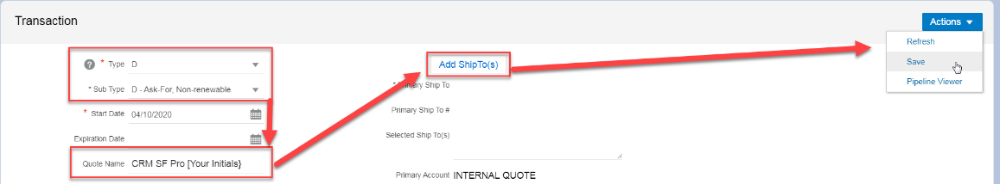 Transaction
Actions
Refresh
Save
Pipeline Viewer
? * Type D
* Sub Type D - Ask-For, Non-renewable
* Start Date 04/10/2020
Expiration Date
Quote Name CRM SF Pro [Your Initials}
Add ShipTo(s)
* Primary Ship To
Primary Ship To #
Selected Ship To(s)
Primary Account INTERNAL QUOTE